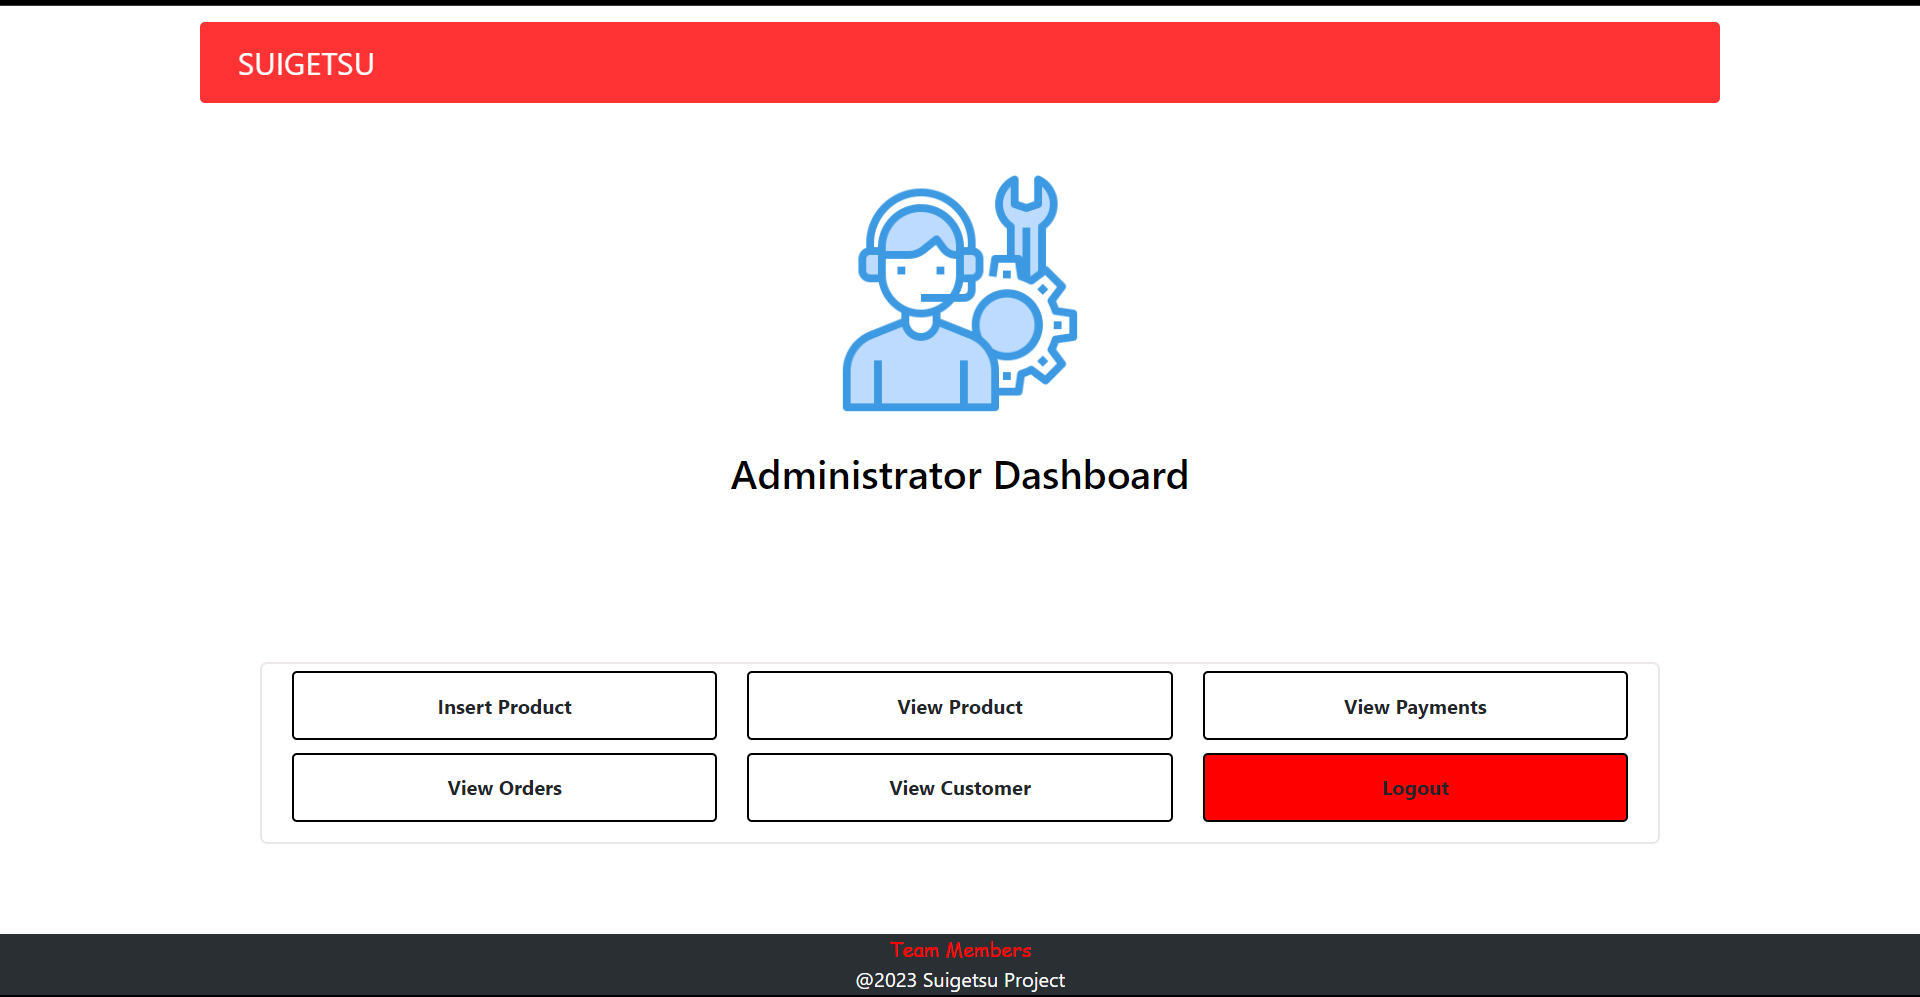 SUIGETSU
Administrator Dashboard
Insert Product
View Product
View Payments
View Orders
View Customer
Logout
Team Members
@2023 Suigetsu Project